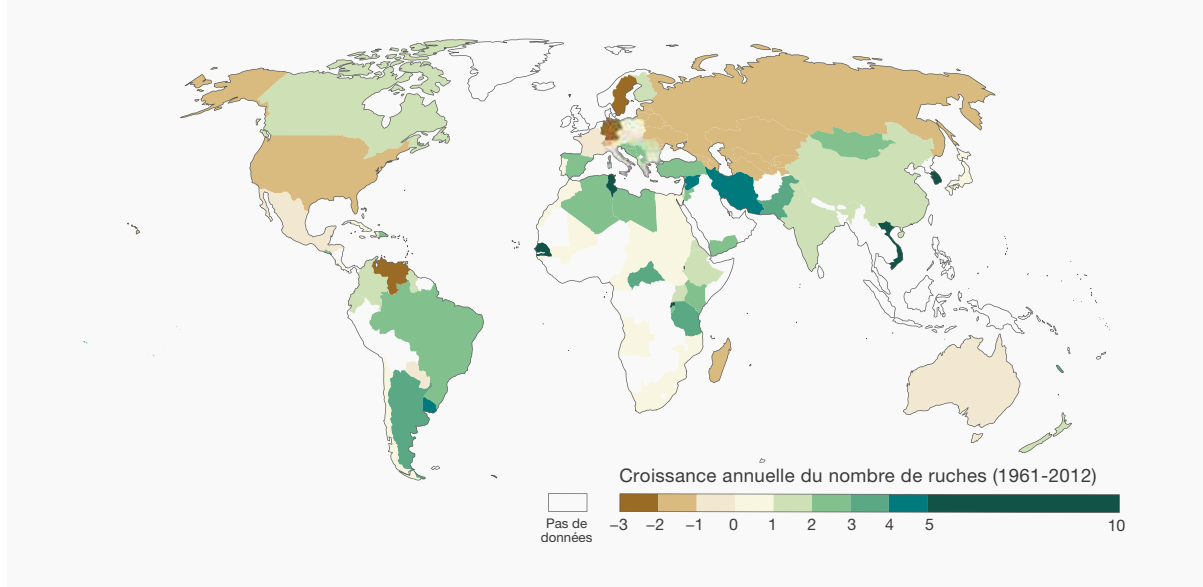 Croissance annuelle du nombre de ruches (1961-2012)
Pas de
données
−3 −2 −1 0 1 2 3 4 5 10